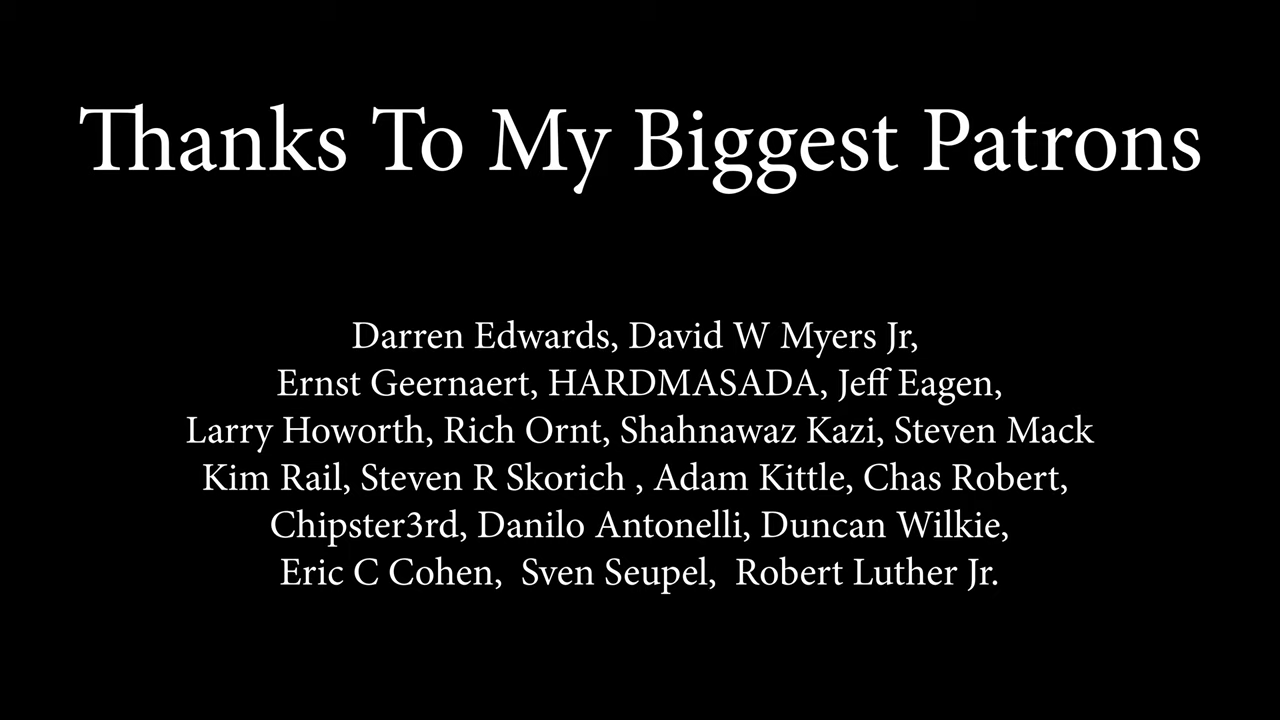 Thanks To My Biggest Patrons
Darren Edwards, David W Myers Jr,
Ernst Geernaert, HARDMASADA, Jeff Eagen,
Larry Howorth, Rich Ornt, Shahnawaz Kazi, Steven Mack
Kim Rail, Steven R Skorich , Adam Kittle, Chas Robert,
Chipster3rd, Danilo Antonelli, Duncan Wilkie,
Eric C Cohen,  Sven Seupel,  Robert Luther Jr.